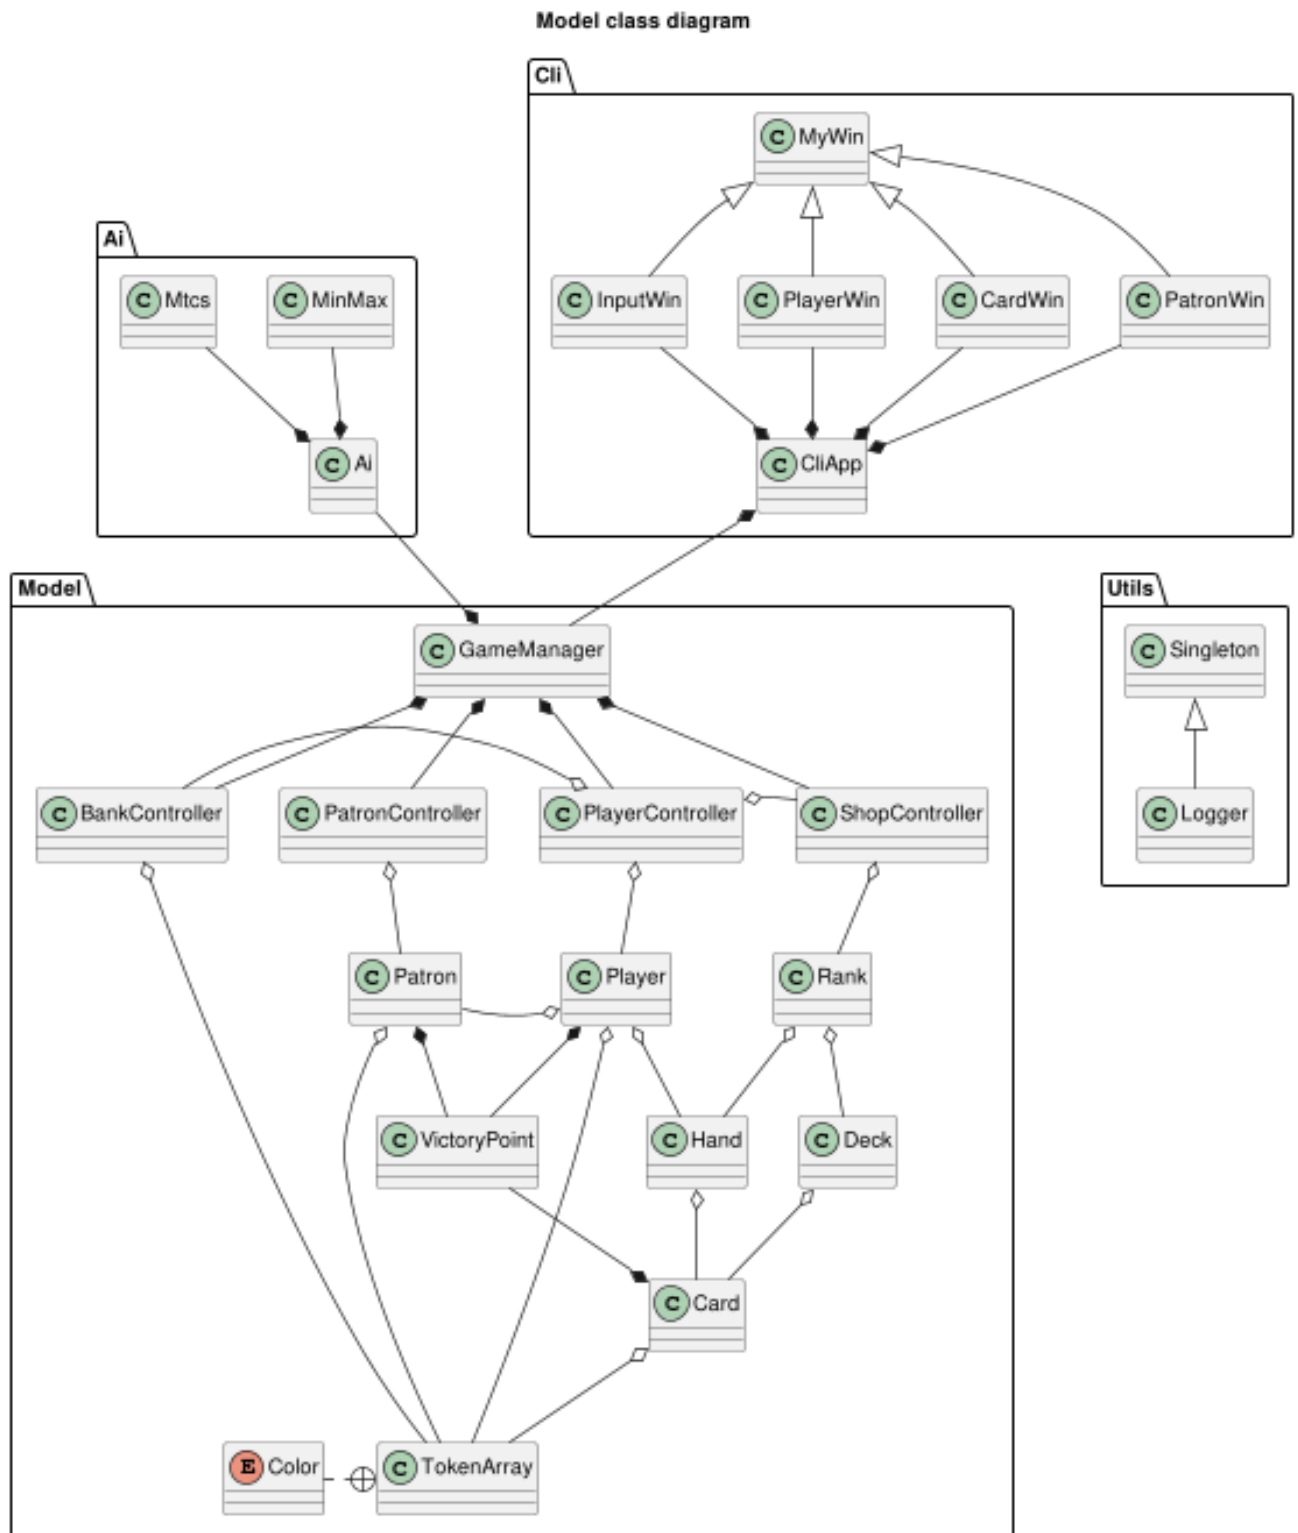 Model class diagram
Cli
C MyWin
Ai
C Mtcs
C MinMax
C InputWin
C PlayerWin
C CardWin
C PatronWin
C Ai
C CliApp
Model
Utils
C GameManager
C Singleton
C BankController
C PatronController
C PlayerController
C ShopController
C Logger
C Patron
C Player
C Rank
C VictoryPoint
C Hand
C Deck
C Card
E Color
C TokenArray